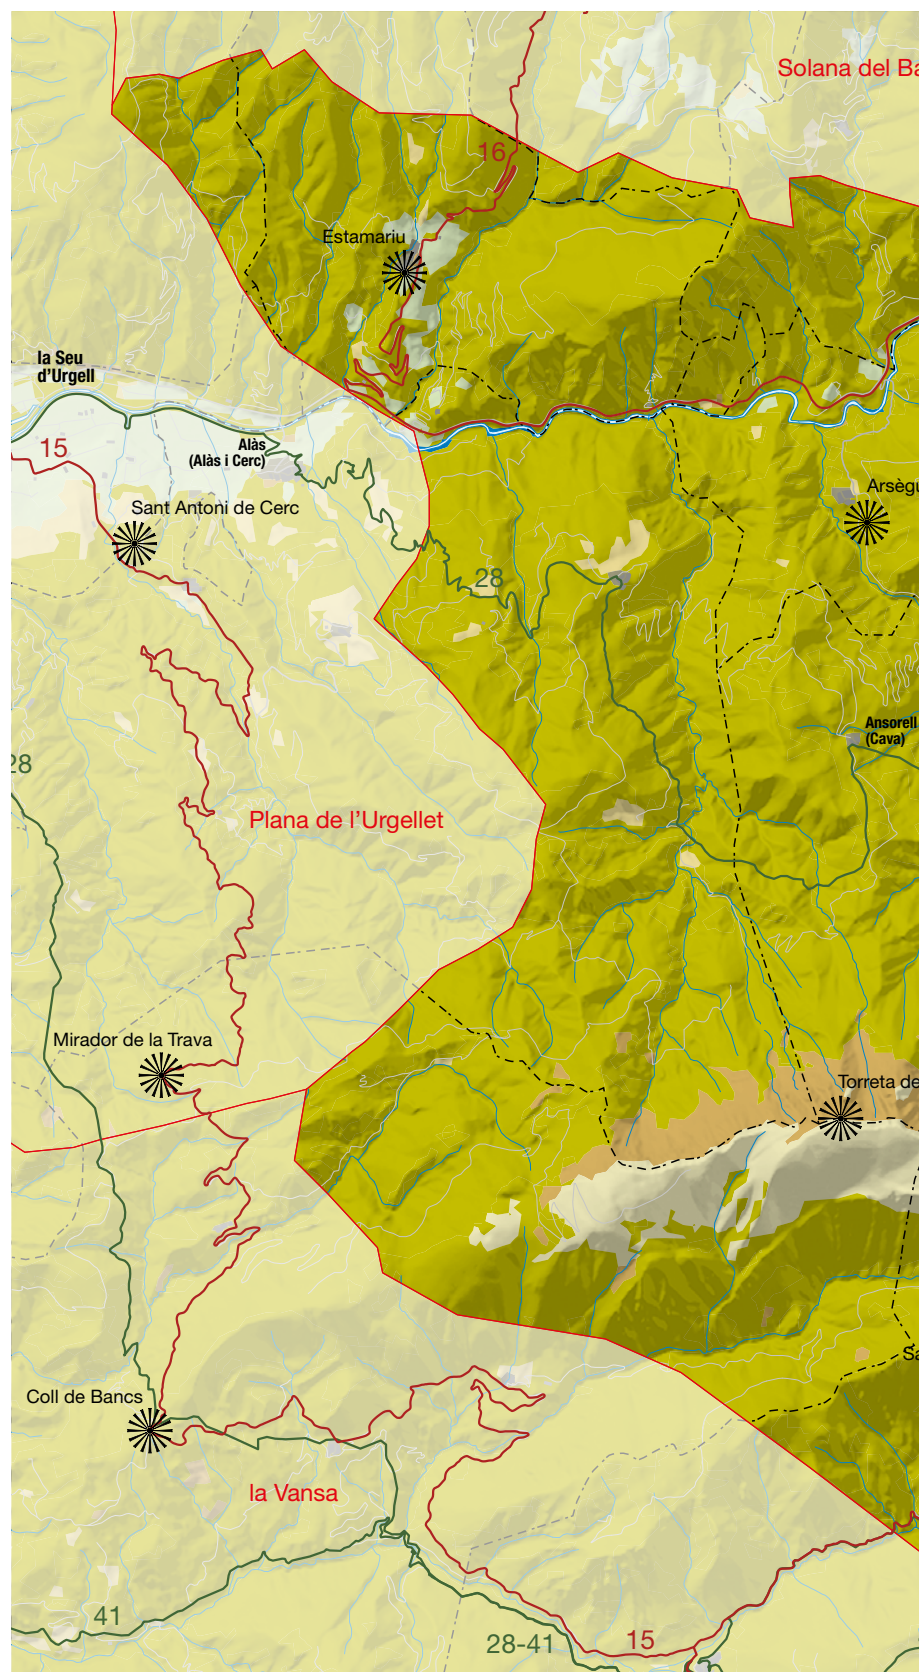 Solana del Ba
16
Estamariu
la Seu
d'Urgell
15
Alàs
(Alàs i Cerc)
Arsègu
Sant Antoni de Cerc
28
Ansorell
(Cava)
28
Plana de l'Urgellet
Mirador de la Trava
Torreta de
Sa
Coll de Bancs
la Vansa
41
28-41
15